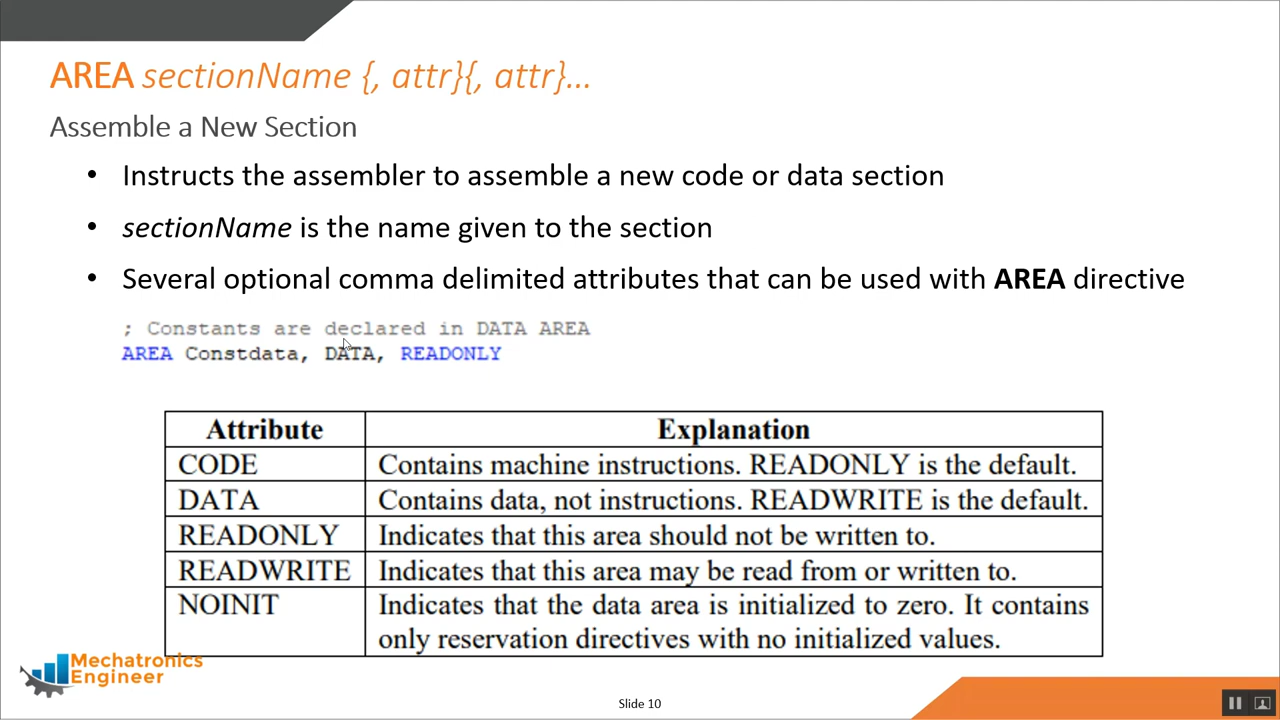 AREA sectionName {, attr}{, attr}…
Assemble a New Section
• Instructs the assembler to assemble a new code or data section
• sectionName is the name given to the section
• Several optional comma delimited attributes that can be used with AREA directive
; Constants are declared in DATA AREA
AREA Constdata, DATA, READONLY
Attribute Explanation
CODE Contains machine instructions. READONLY is the default.
DATA Contains data, not instructions. READWRITE is the default.
READONLY Indicates that this area should not be written to.
READWRITE Indicates that this area may be read from or written to.
NOINIT Indicates that the data area is initialized to zero. It contains
only reservation directives with no initialized values.
Mechatronics
Engineer
Slide 10